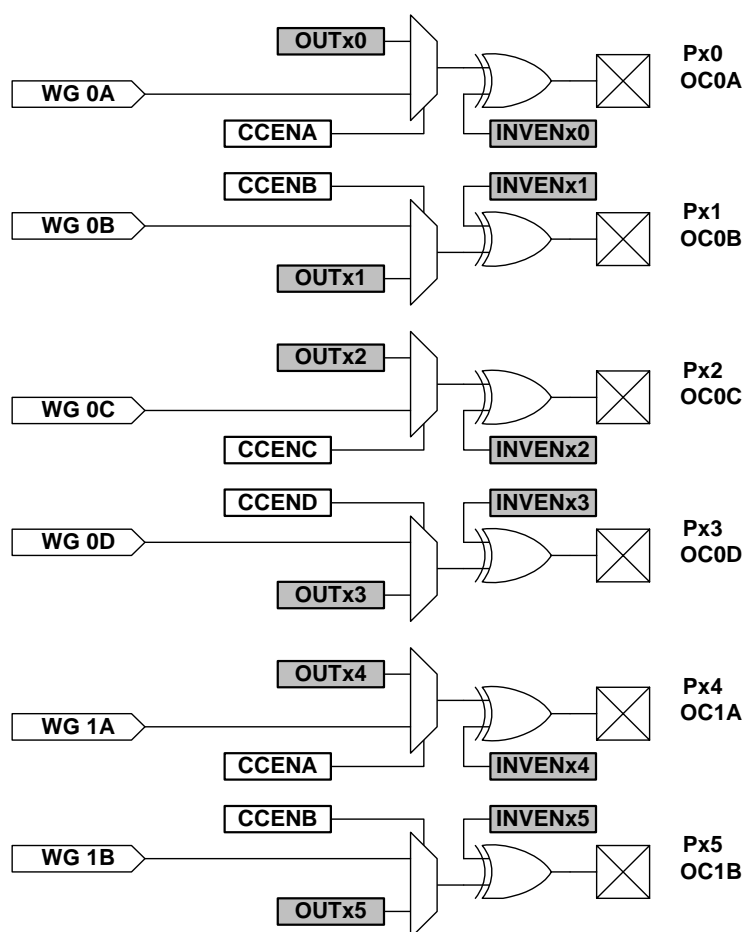 OUTx0
Px0
OC0A
WG 0A
CCENA
INVENx0
CCENB
INVENx1
Px1
OC0B
WG 0B
OUTx1
OUTx2
Px2
OC0C
WG 0C
CCENC
INVENx2
CCEND
INVENx3
Px3
OC0D
WG 0D
OUTx3
OUTx4
Px4
OC1A
WG 1A
CCENA
INVENx4
CCENB
INVENx5
Px5
OC1B
WG 1B
OUTx5